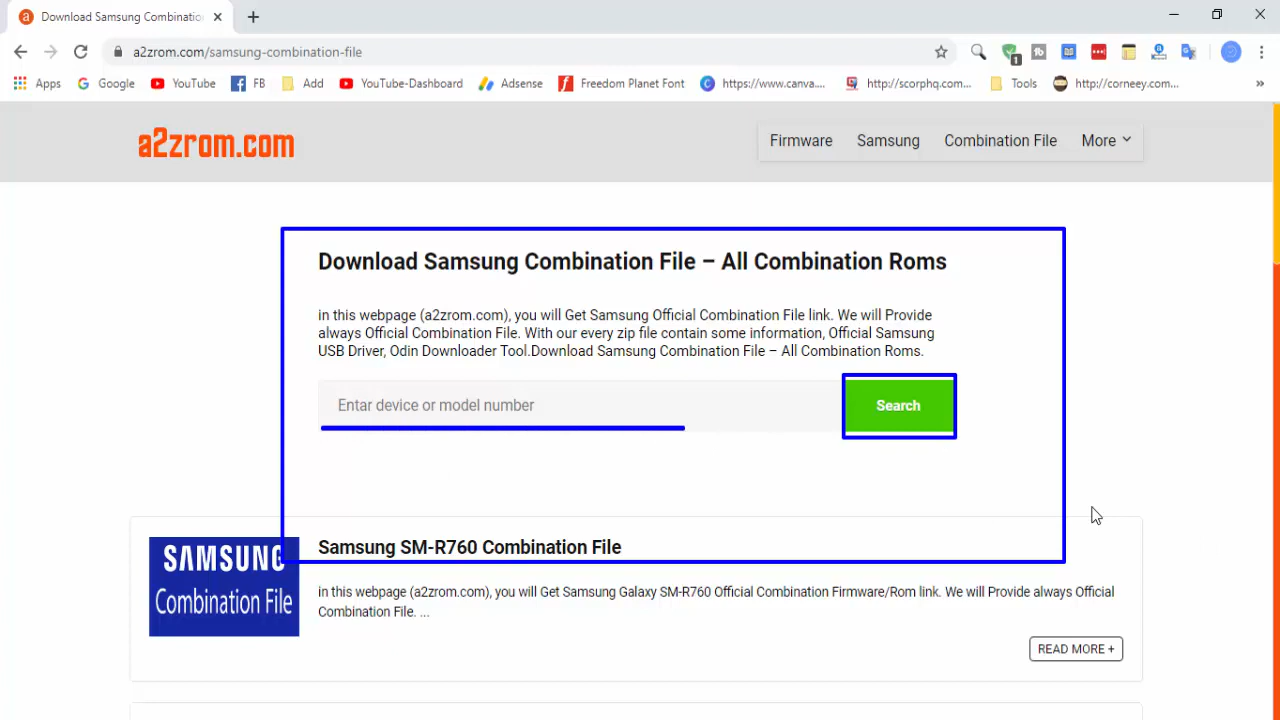 Download Samsung Combinatio
a2zrom.com/samsung-combination-file
1
Apps Google YouTube FB Add YouTube-Dashboard Adsense Freedom Planet Font https://www.canva.... http://scorphq.com... Tools http://corneey.com... »
a2zrom.com
Firmware Samsung Combination File More
Download Samsung Combination File – All Combination Roms
in this webpage (a2zrom.com), you will Get Samsung Official Combination File link. We will Provide
always Official Combination File. With our every zip file contain some information, Official Samsung
USB Driver, Odin Downloader Tool.Download Samsung Combination File – All Combination Roms.
Entar device or model number
Search
SAMSUNG
Combination File
Samsung SM-R760 Combination File
in this webpage (a2zrom.com), you will Get Samsung Galaxy SM-R760 Official Combination Firmware/Rom link. We will Provide always Official
Combination File. ...
READ MORE +